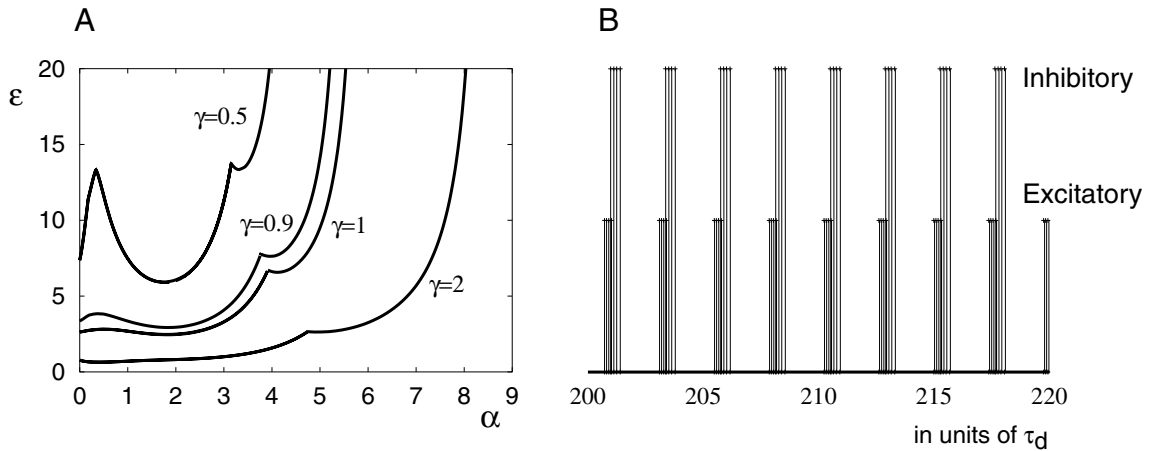 A
B
ε
20
15
10
5
0
γ=0.5
γ=0.9
γ=1
γ=2
0 1 2 3 4 5 6 7 8 9
α
Inhibitory
Excitatory
200 205 210 215 220
in units of τd